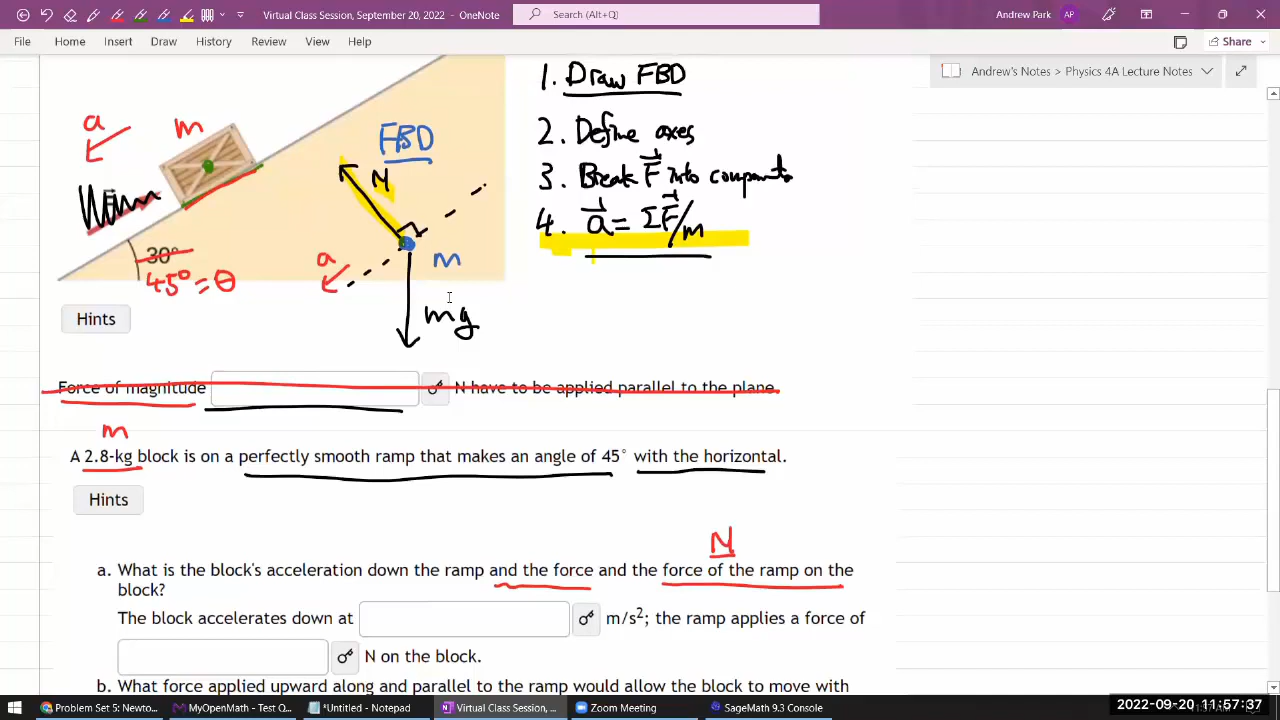 Virtual Class Session, September 20, 2022 - OneNote
Search (Alt+Q)
Andrew Park
AP
File Home Insert Draw History Review View Help
Share
Andrew's Notes > Physics 4A Lecture Notes
1. Draw FBD
2. Define axes
3. Break F into components
4. a = ΣF/m
a
m
FBD
N
a
m
mg
30°
45° = θ
Hints
Force of magnitude N have to be applied parallel to the plane.
m
A 2.8-kg block is on a perfectly smooth ramp that makes an angle of 45° with the horizontal.
Hints
N
a. What is the block's acceleration down the ramp and the force and the force of the ramp on the
block?
The block accelerates down at m/s²; the ramp applies a force of
N on the block.
b. What force applied upward along and parallel to the ramp would allow the block to move with
Problem Set 5: Newto... MyOpenMath - Test Q... *Untitled - Notepad Virtual Class Session,... Zoom Meeting SageMath 9.3 Console
2022-09-20 11:57:37